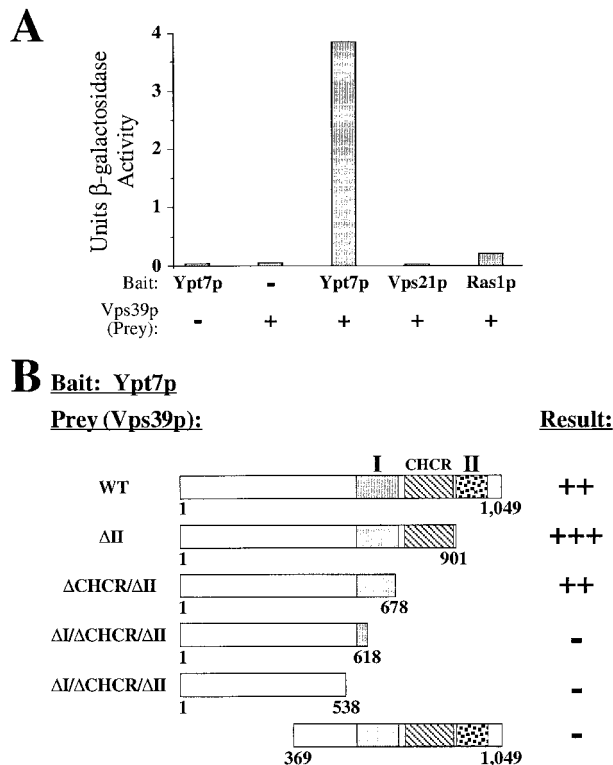 A
Units β-galactosidase
Activity
4
3
2
1
0
Bait: Ypt7p - Ypt7p Vps21p Ras1p
Vps39p
(Prey): - + + + +
B Bait: Ypt7p
Prey (Vps39p): Result:
I CHCR II
WT ++
1 1,049
ΔII +++
1 901
ΔCHCR/ΔII ++
1 678
ΔI/ΔCHCR/ΔII -
1 618
ΔI/ΔCHCR/ΔII -
1 538
-
369 1,049